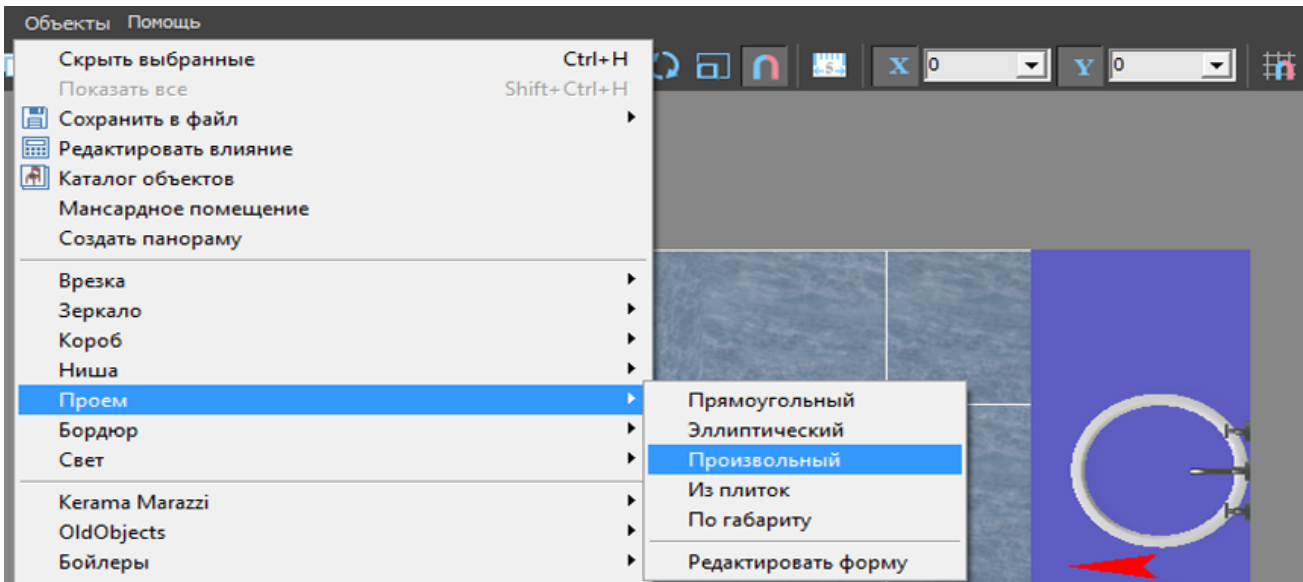 Объекты Помощь
Скрыть выбранные Ctrl+H
Показать все Shift+Ctrl+H
Сохранить в файл
5 X 0 Y 0
Редактировать влияние
Каталог объектов
Мансардное помещение
Создать панораму
Врезка
Зеркало
Короб
Ниша
Проем
Бордюр
Свет
Kerama Marazzi
OldObjects
Бойлеры
Прямоугольный
Эллиптический
Произвольный
Из плиток
По габариту
Редактировать форму